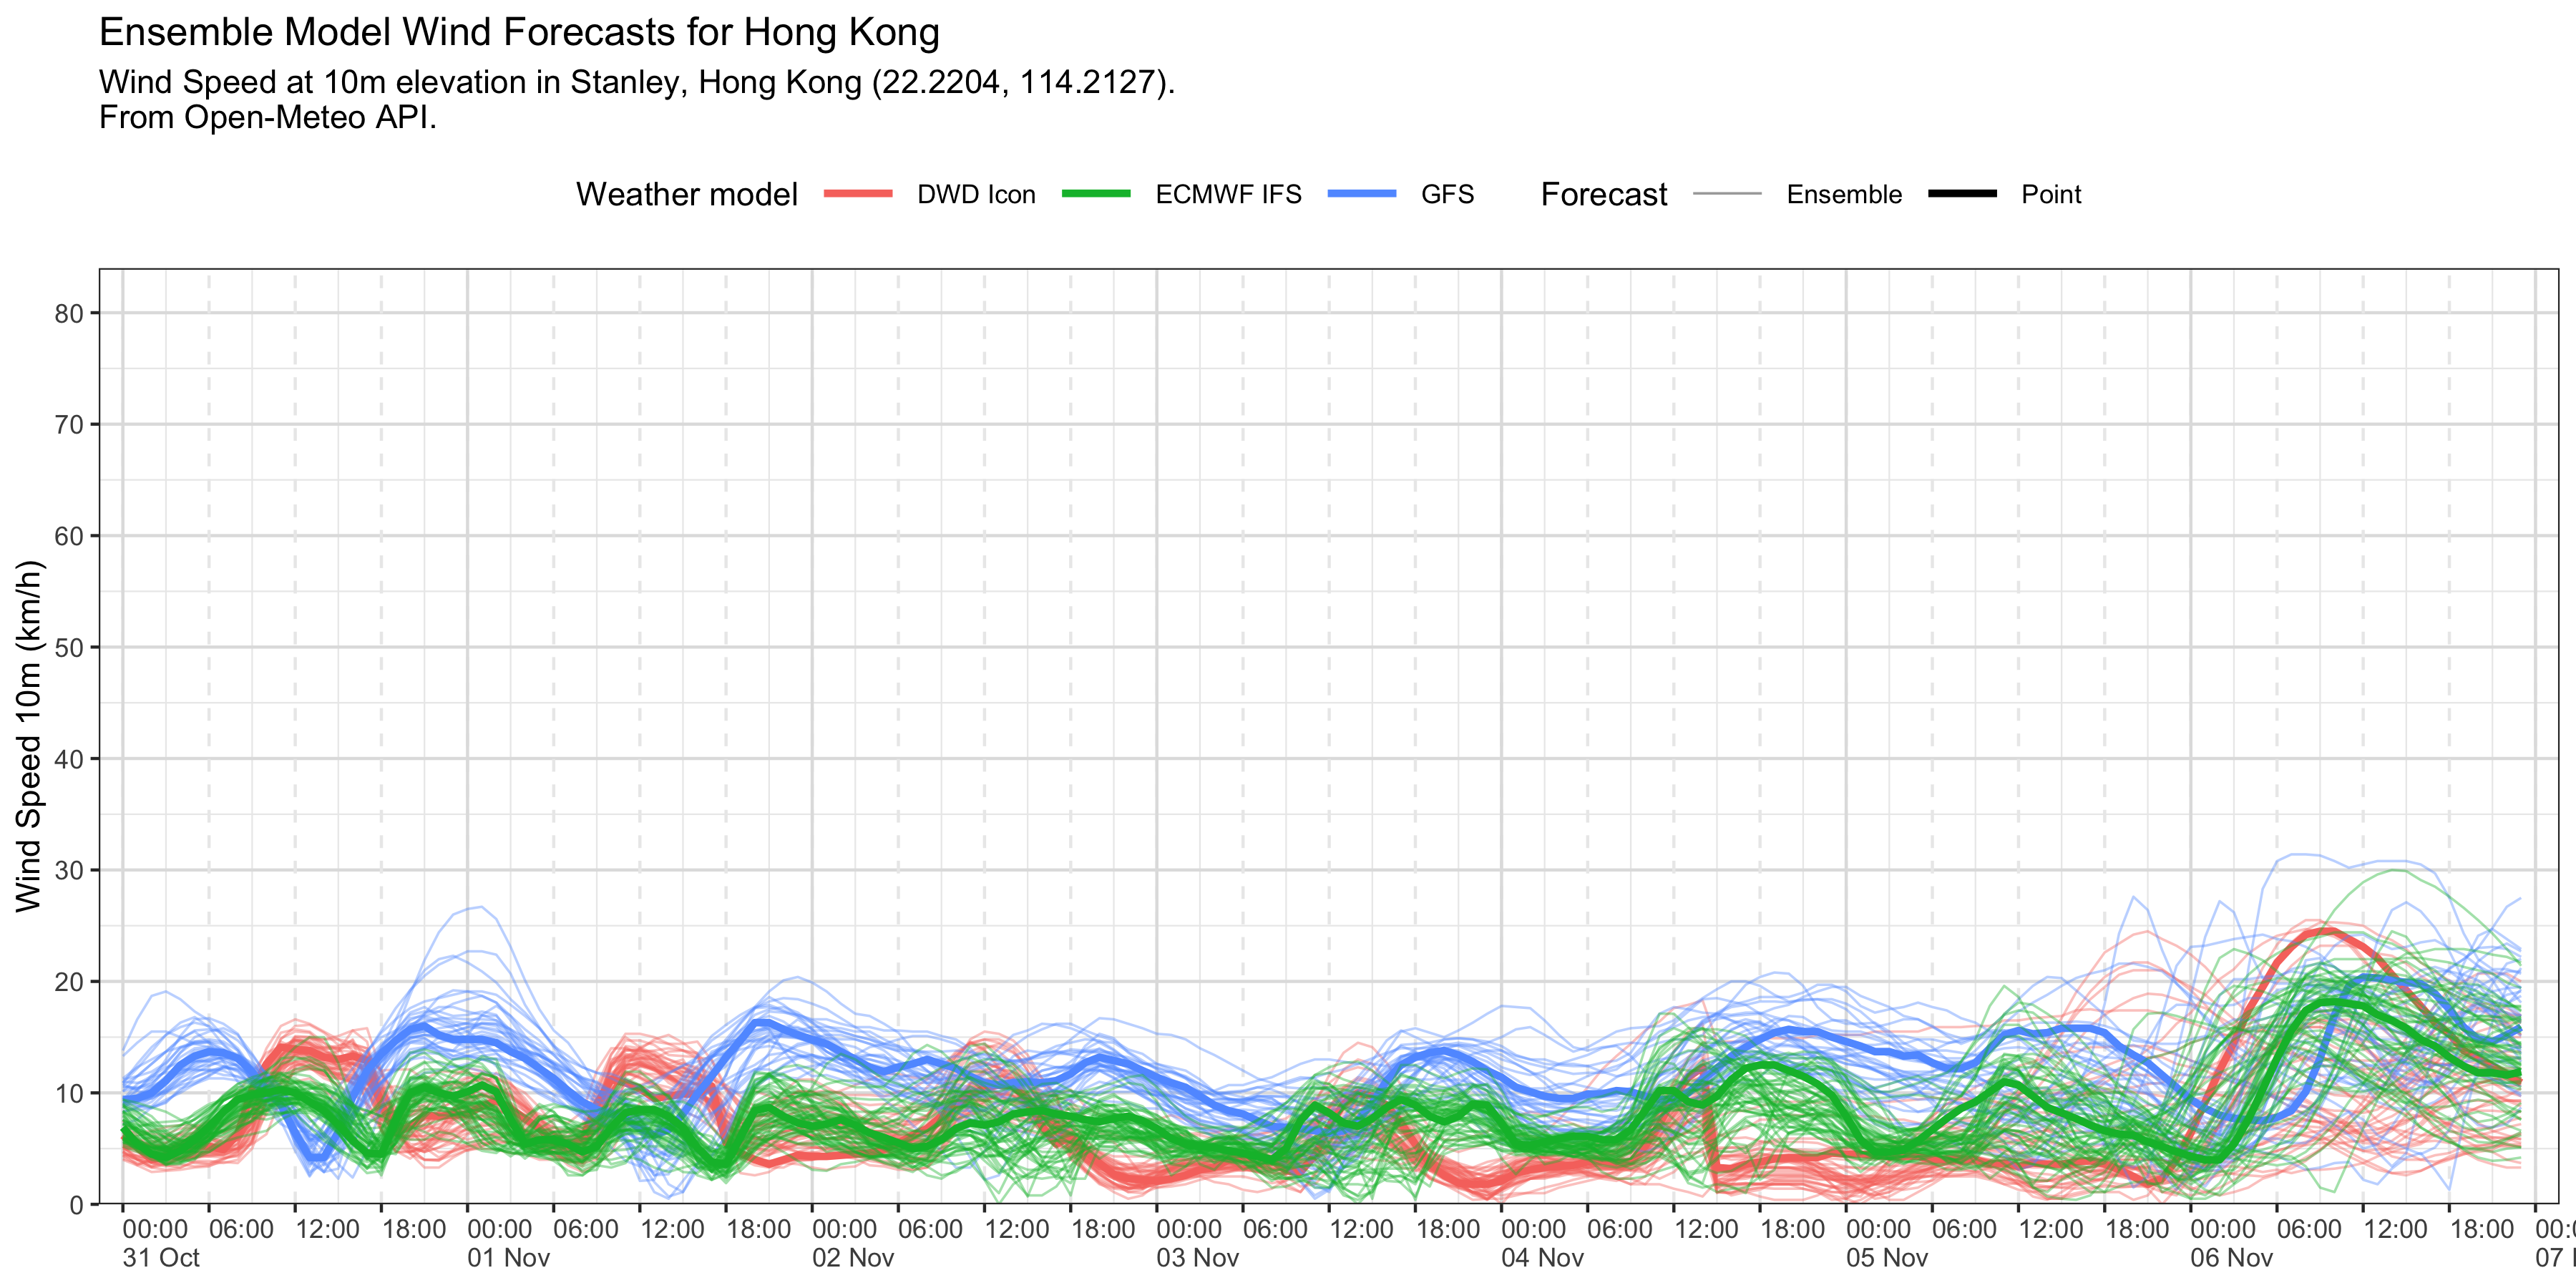 Ensemble Model Wind Forecasts for Hong Kong
Wind Speed at 10m elevation in Stanley, Hong Kong (22.2204, 114.2127).
From Open-Meteo API.
Weather model DWD Icon ECMWF IFS GFS Forecast Ensemble Point
Wind Speed 10m (km/h)
80
70
60
50
40
30
20
10
0
00:00 06:00 12:00 18:00 00:00 06:00 12:00 18:00 00:00 06:00 12:00 18:00 00:00 06:00 12:00 18:00 00:00 06:00 12:00 18:00 00:00 06:00 12:00 18:00 00:00 06:00 12:00 18:00
31 Oct 01 Nov 02 Nov 03 Nov 04 Nov 05 Nov 06 Nov 07